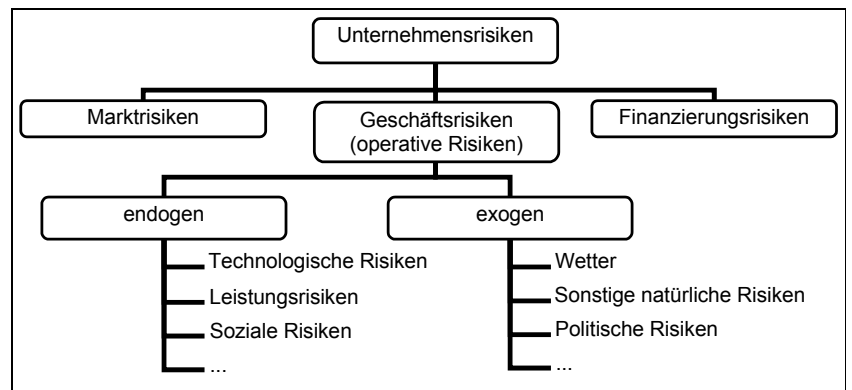 Unternehmensrisiken
Marktrisiken
Geschäftsrisiken
(operative Risiken)
Finanzierungsrisiken
endogen
exogen
Technologische Risiken
Leistungsrisiken
Soziale Risiken
...
Wetter
Sonstige natürliche Risiken
Politische Risiken
...